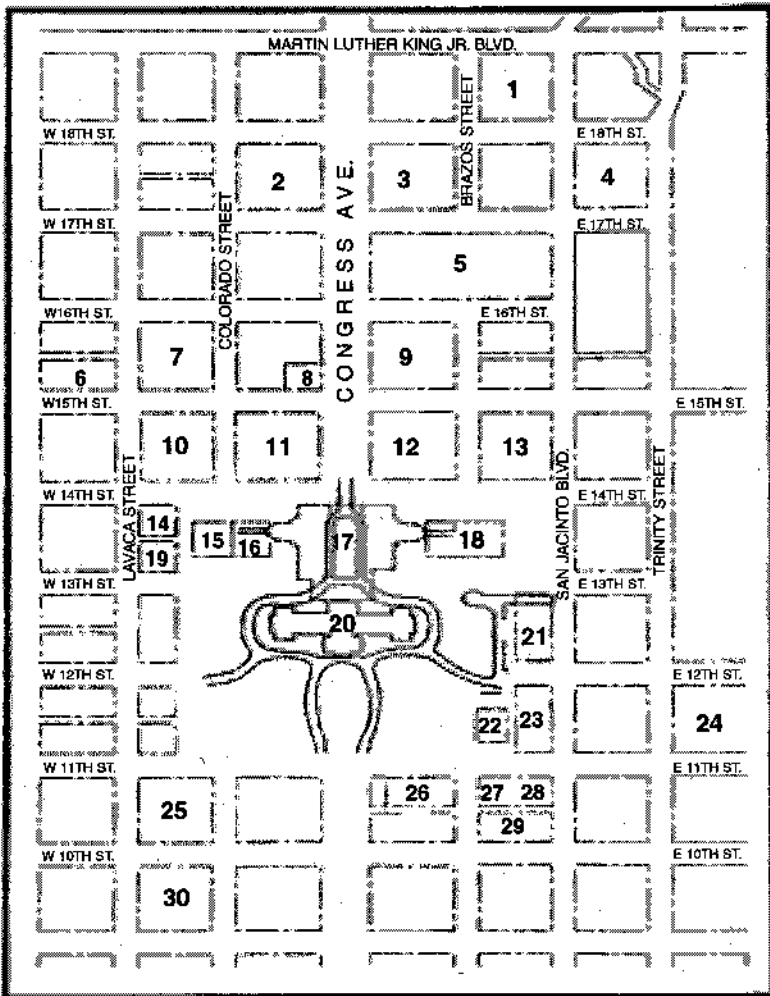 MARTIN LUTHER KING JR. BLVD.
1
BRAZOS STREET
W 18TH ST.
E 18TH ST.
2
3
4
CONGRESS AVE.
COLORADO STREET
W 17TH ST.
E 17TH ST.
5
W16TH ST.
E 16TH ST.
6
7
8
9
W15TH ST.
E 15TH ST.
10
11
12
13
LAVACA STREET
SAN JACINTO BLVD.
TRINITY STREET
W 14TH ST.
E 14TH ST.
14
15
16
17
18
19
W 13TH ST.
E 13TH ST.
20
21
W 12TH ST.
E 12TH ST.
22
23
24
W 11TH ST.
E 11TH ST.
25
26
27
28
29
W 10TH ST.
E 10TH ST.
30